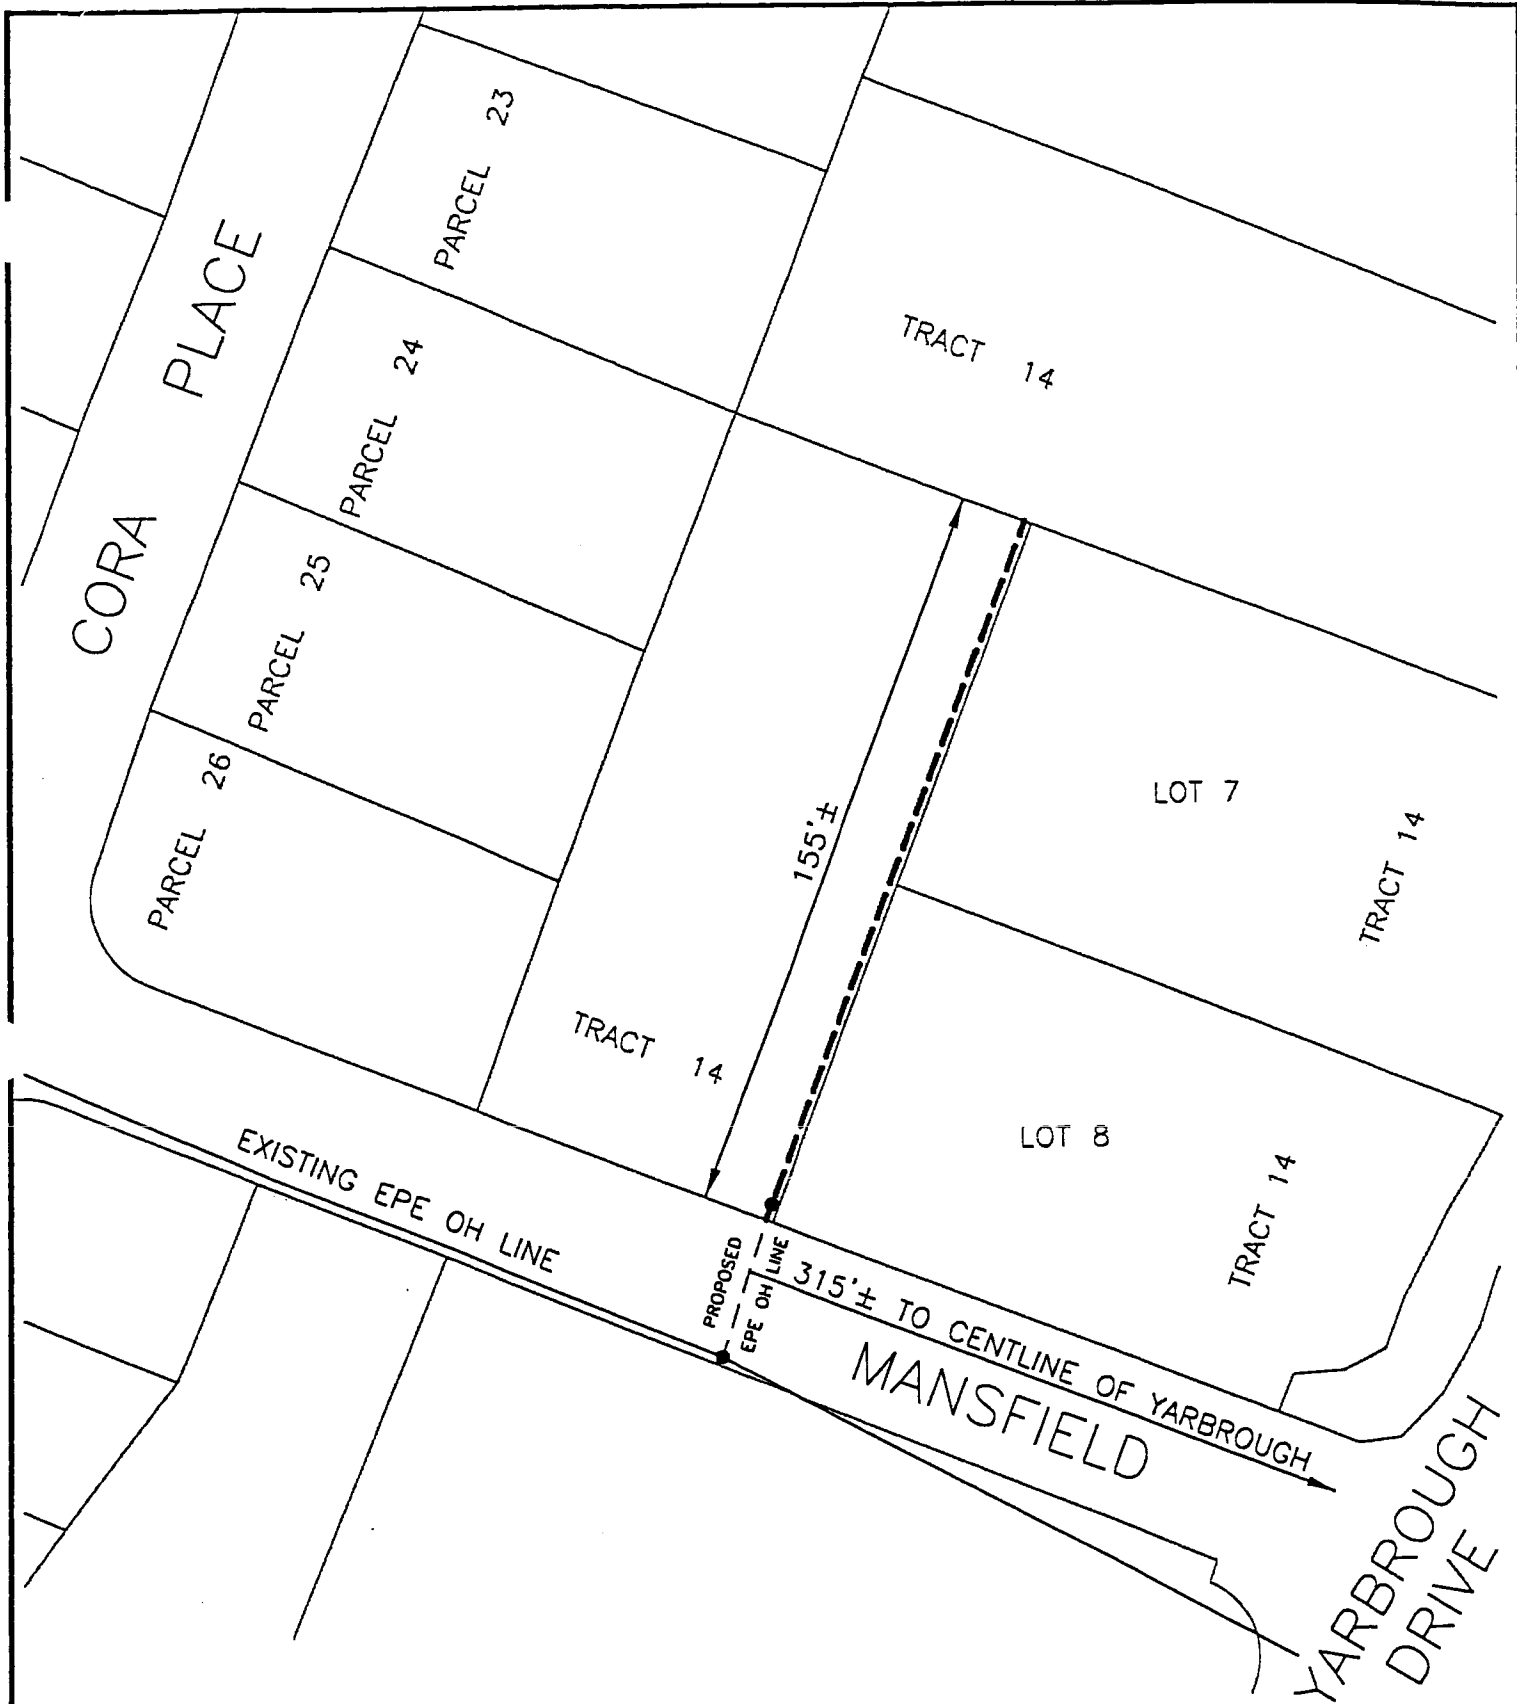 CORA PLACE
PARCEL 23
PARCEL 24
PARCEL 25
PARCEL 26
TRACT 14
155'±
LOT 7
TRACT 14
TRACT 14
LOT 8
TRACT 14
EXISTING EPE OH LINE
PROPOSED
EPE OH LINE
315'± TO CENTLINE OF YARBROUGH
MANSFIELD
YARBROUGH
DRIVE